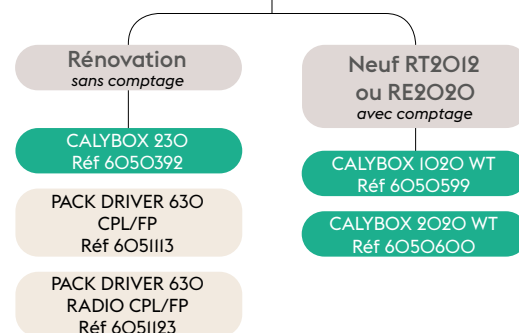 Rénovation
sans comptage
CALYBOX 230
Réf 6050392
PACK DRIVER 630
CPL/FP
Réf 6051113
PACK DRIVER 630
RADIO CPL/FP
Réf 6051123
Neuf RT2012
ou RE2020
avec comptage
CALYBOX 1020 WT
Réf 6050599
CALYBOX 2020 WT
Réf 6050600